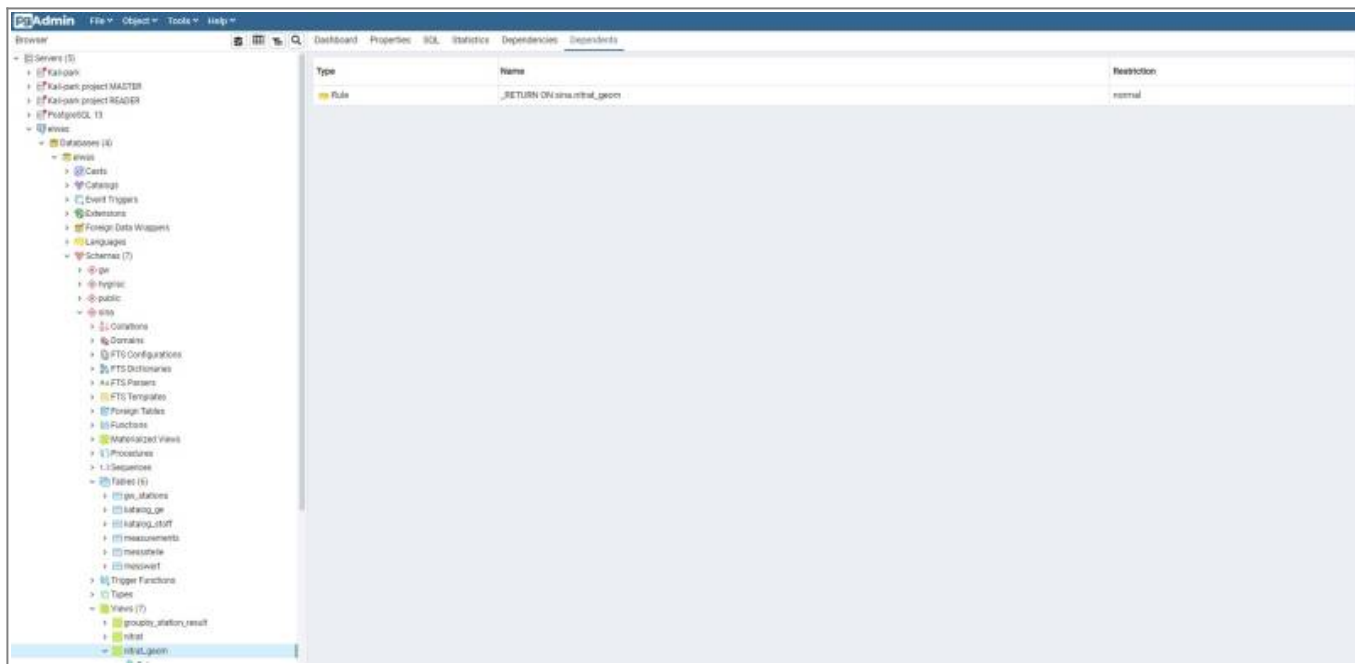 pgAdmin File Object Tools Help
Browser Dashboard Properties SQL Statistics Dependencies Dependents
Type Name Restriction
Rule _RETURN ON sina.nitrat_geom normal
Servers (5)
Kali-park
Kali-park project MASTER
Kali-park project READER
PostgreSQL 13
elwas
Databases (4)
elwas
Casts
Catalogs
Event Triggers
Extensions
Foreign Data Wrappers
Languages
Schemas (7)
gw
hygrisc
public
sina
Collations
Domains
FTS Configurations
FTS Dictionaries
FTS Parsers
FTS Templates
Foreign Tables
Functions
Materialized Views
Procedures
1..3 Sequences
Tables (6)
gw_stations
katalog_ge
katalog_stoff
measurements
messstelle
messwert
Trigger Functions
Types
Views (7)
groupby_station_result
nitrat
nitrat_geom